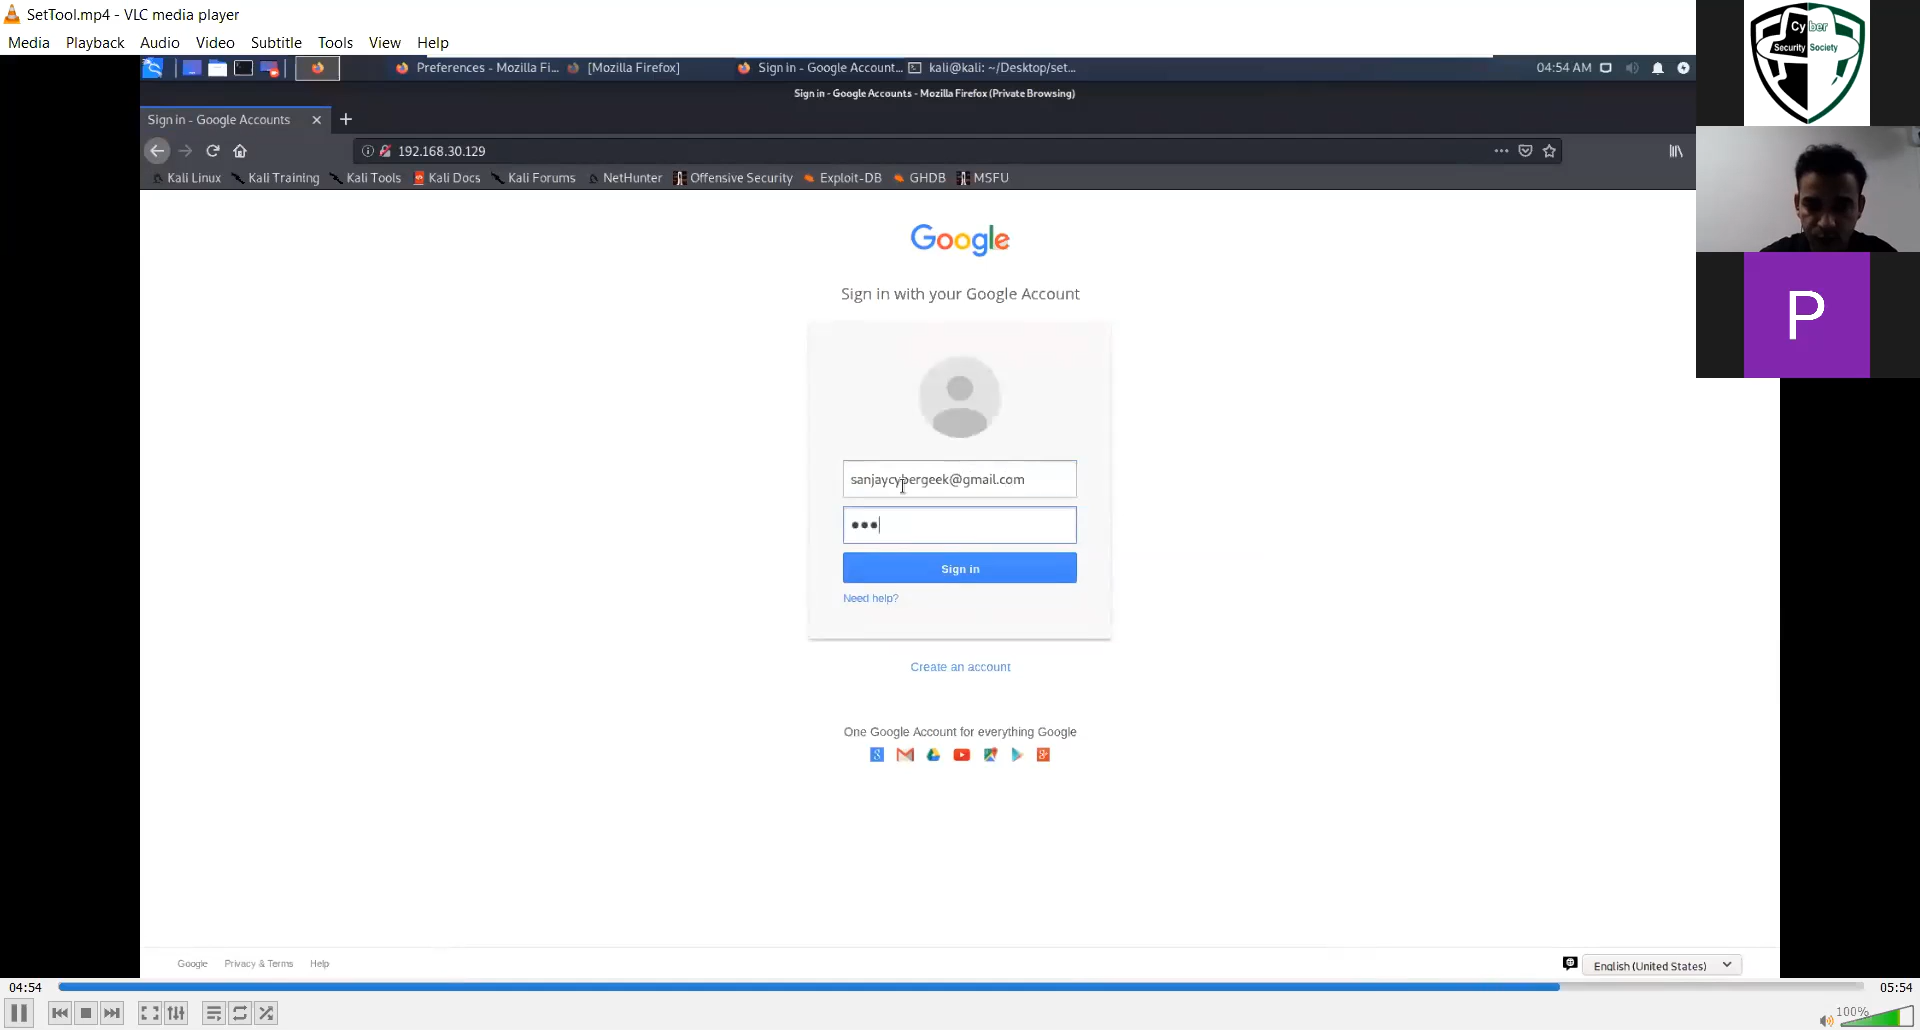 SetTool.mp4 - VLC media player
Media Playback Audio Video Subtitle Tools View Help
Preferences - Mozilla Fi... [Mozilla Firefox] Sign in - Google Account... kali@kali: ~/Desktop/set... 04:54 AM
Sign in - Google Accounts - Mozilla Firefox (Private Browsing)
Sign in - Google Accounts
192.168.30.129
Kali Linux Kali Training Kali Tools Kali Docs Kali Forums NetHunter Offensive Security Exploit-DB GHDB MSFU
Cyber
Security Society
P
Google
Sign in with your Google Account
sanjaycybergeek@gmail.com
Sign in
Need help?
Create an account
One Google Account for everything Google
Google Privacy & Terms Help
English (United States)
04:54 05:54
100%